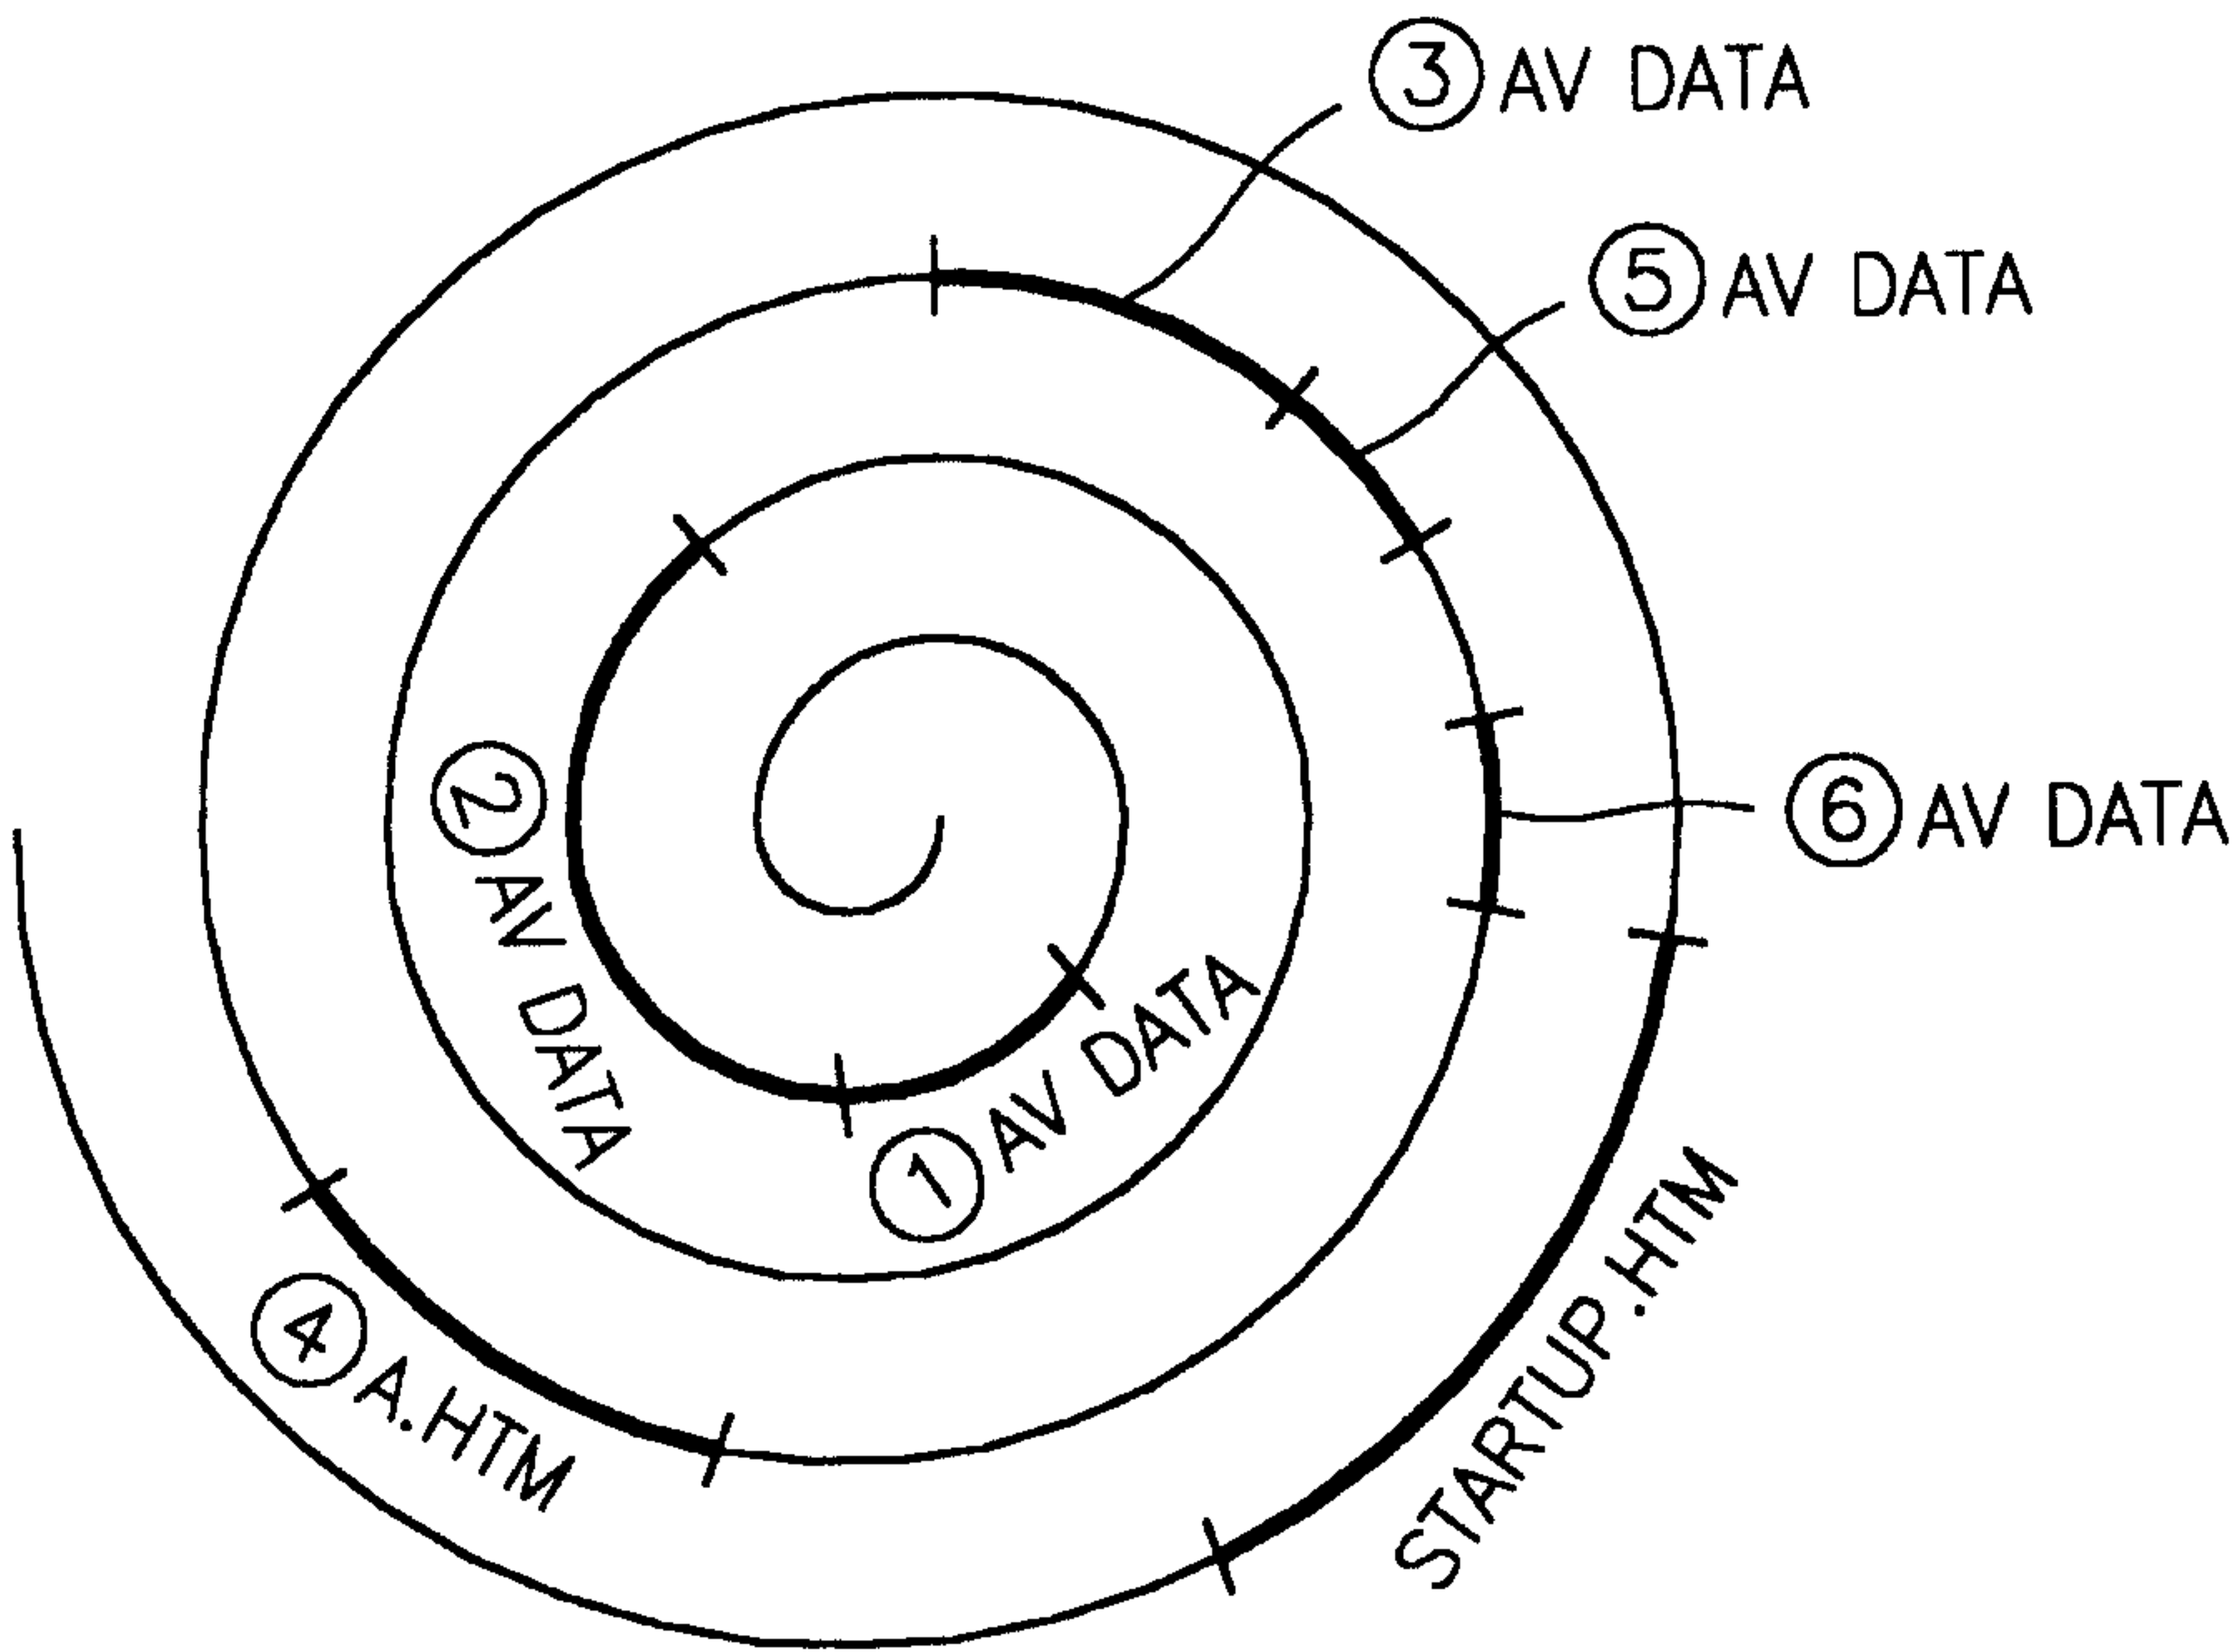 ③ AV DATA
⑤ AV DATA
⑥ AV DATA
② AV DATA
① AV DATA
④ A.HTM
STARTUP.HTM